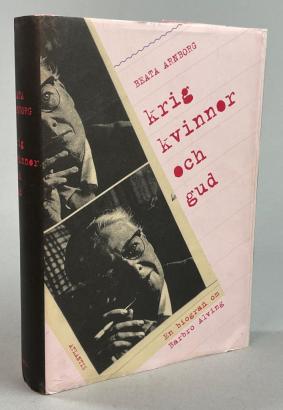 BEATA ARNBORG
krig
kvinnor
och
gud
En biografi om
Barbro Alving
ATLANTIS